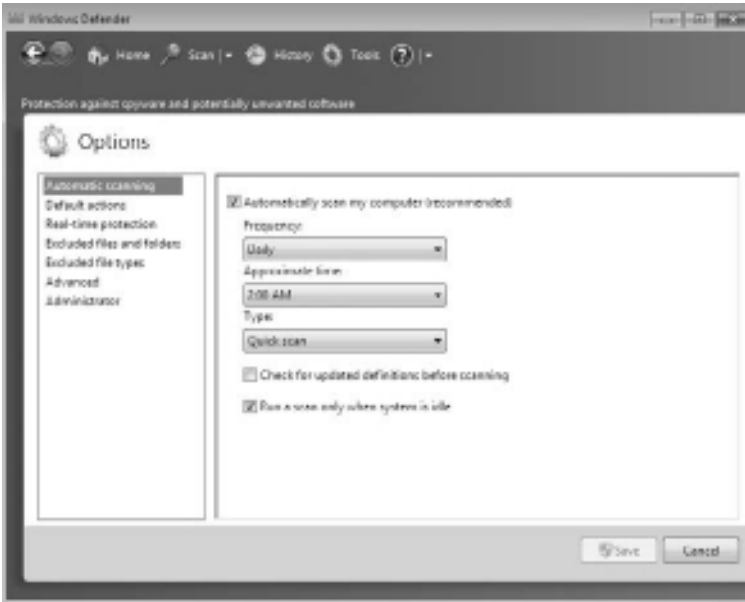 Windows Defender
Home Scan History Tools ?
Protection against spyware and potentially unwanted software
Options
Automatic scanning
Default actions
Real-time protection
Excluded files and folders
Excluded file types
Advanced
Administrator
Automatically scan my computer (recommended)
Frequency:
Daily
Approximate time:
2:00 AM
Type:
Quick scan
Check for updated definitions before scanning
Run a scan only when system is idle
Save Cancel